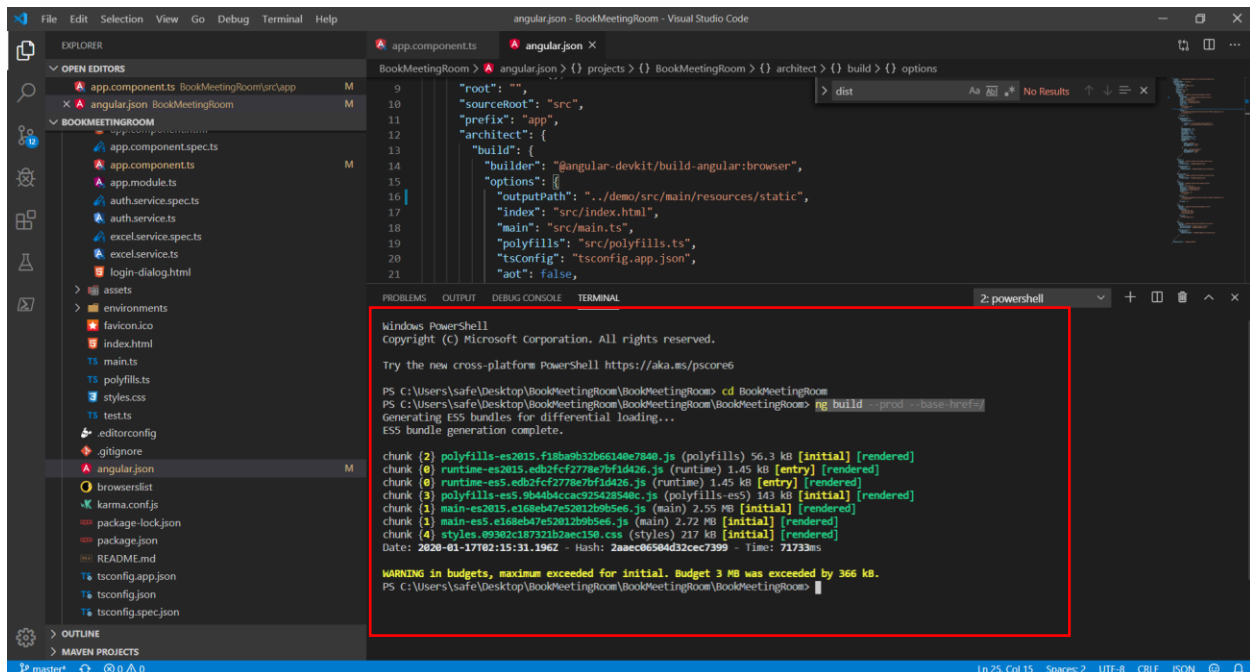 File Edit Selection View Go Debug Terminal Help
angular.json - BookMeetingRoom - Visual Studio Code
EXPLORER
OPEN EDITORS
app.component.ts BookMeetingRoom\src\app M
angular.json BookMeetingRoom M
BOOKMEETINGROOM
app.component.html
app.component.spec.ts
app.component.ts M
app.module.ts
auth.service.spec.ts
auth.service.ts
excel.service.spec.ts
excel.service.ts
login-dialog.html
assets
environments
favicon.ico
index.html
main.ts
polyfills.ts
styles.css
test.ts
.editorconfig
.gitignore
angular.json M
browserslist
karma.conf.js
package-lock.json
package.json
README.md
tsconfig.app.json
tsconfig.json
tsconfig.spec.json
OUTLINE
MAVEN PROJECTS
12
app.component.ts
angular.json
BookMeetingRoom > angular.json > {} projects > {} BookMeetingRoom > {} architect > {} build > {} options
dist Aa Abl .* No Results
9 "root": "",
10 "sourceRoot": "src",
11 "prefix": "app",
12 "architect": {
13 "build": {
14 "builder": "@angular-devkit/build-angular:browser",
15 "options": {
16 "outputPath": "../demo/src/main/resources/static",
17 "index": "src/index.html",
18 "main": "src/main.ts",
19 "polyfills": "src/polyfills.ts",
20 "tsConfig": "tsconfig.app.json",
21 "aot": false,
PROBLEMS OUTPUT DEBUG CONSOLE TERMINAL
2: powershell
Windows PowerShell
Copyright (C) Microsoft Corporation. All rights reserved.
Try the new cross-platform PowerShell https://aka.ms/pscore6
PS C:\Users\safe\Desktop\BookMeetingRoom\BookMeetingRoom> cd BookMeetingRoom
PS C:\Users\safe\Desktop\BookMeetingRoom\BookMeetingRoom\BookMeetingRoom> ng build --prod --base-href=/
Generating ES5 bundles for differential loading...
ES5 bundle generation complete.
chunk {2} polyfills-es2015.f18ba9b32b66140e7840.js (polyfills) 56.3 kB [initial] [rendered]
chunk {0} runtime-es2015.edb2fcf2778e7bf1d426.js (runtime) 1.45 kB [entry] [rendered]
chunk {0} runtime-es5.edb2fcf2778e7bf1d426.js (runtime) 1.45 kB [entry] [rendered]
chunk {3} polyfills-es5.9b44b4ccac925428540c.js (polyfills-es5) 143 kB [initial] [rendered]
chunk {1} main-es2015.e168eb47e52012b9b5e6.js (main) 2.55 MB [initial] [rendered]
chunk {1} main-es5.e168eb47e52012b9b5e6.js (main) 2.72 MB [initial] [rendered]
chunk {4} styles.09302c187321b2aec150.css (styles) 217 kB [initial] [rendered]
Date: 2020-01-17T02:15:31.196Z - Hash: 2aaec06504d32cec7399 - Time: 71733ms
WARNING in budgets, maximum exceeded for initial. Budget 3 MB was exceeded by 366 kB.
PS C:\Users\safe\Desktop\BookMeetingRoom\BookMeetingRoom\BookMeetingRoom>
master* 0 0 Ln 25, Col 15 Spaces: 2 UTF-8 CRLF JSON